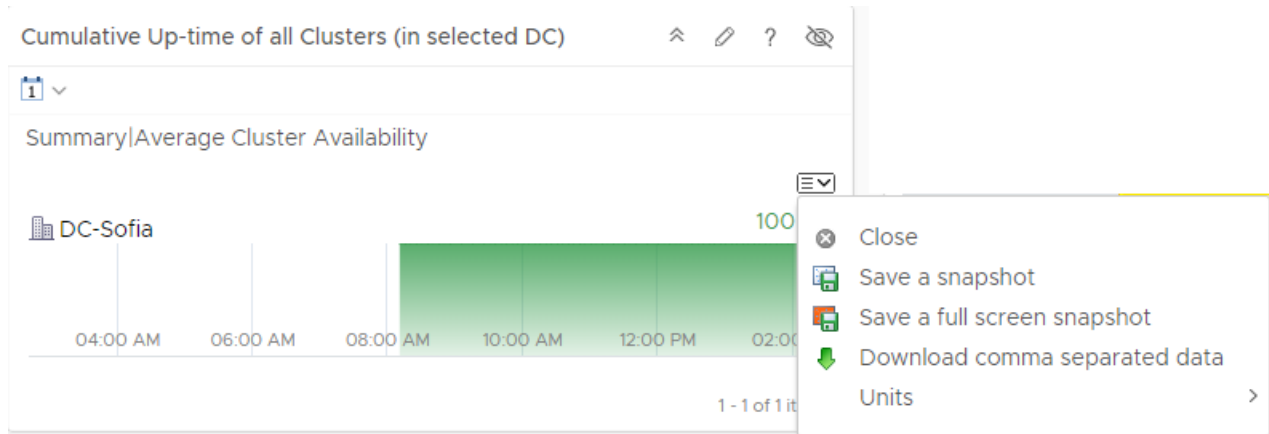 Cumulative Up-time of all Clusters (in selected DC)
?
1
Summary|Average Cluster Availability
DC-Sofia
100
04:00 AM 06:00 AM 08:00 AM 10:00 AM 12:00 PM 02:00
1 - 1 of 1 it
Close
Save a snapshot
Save a full screen snapshot
Download comma separated data
Units